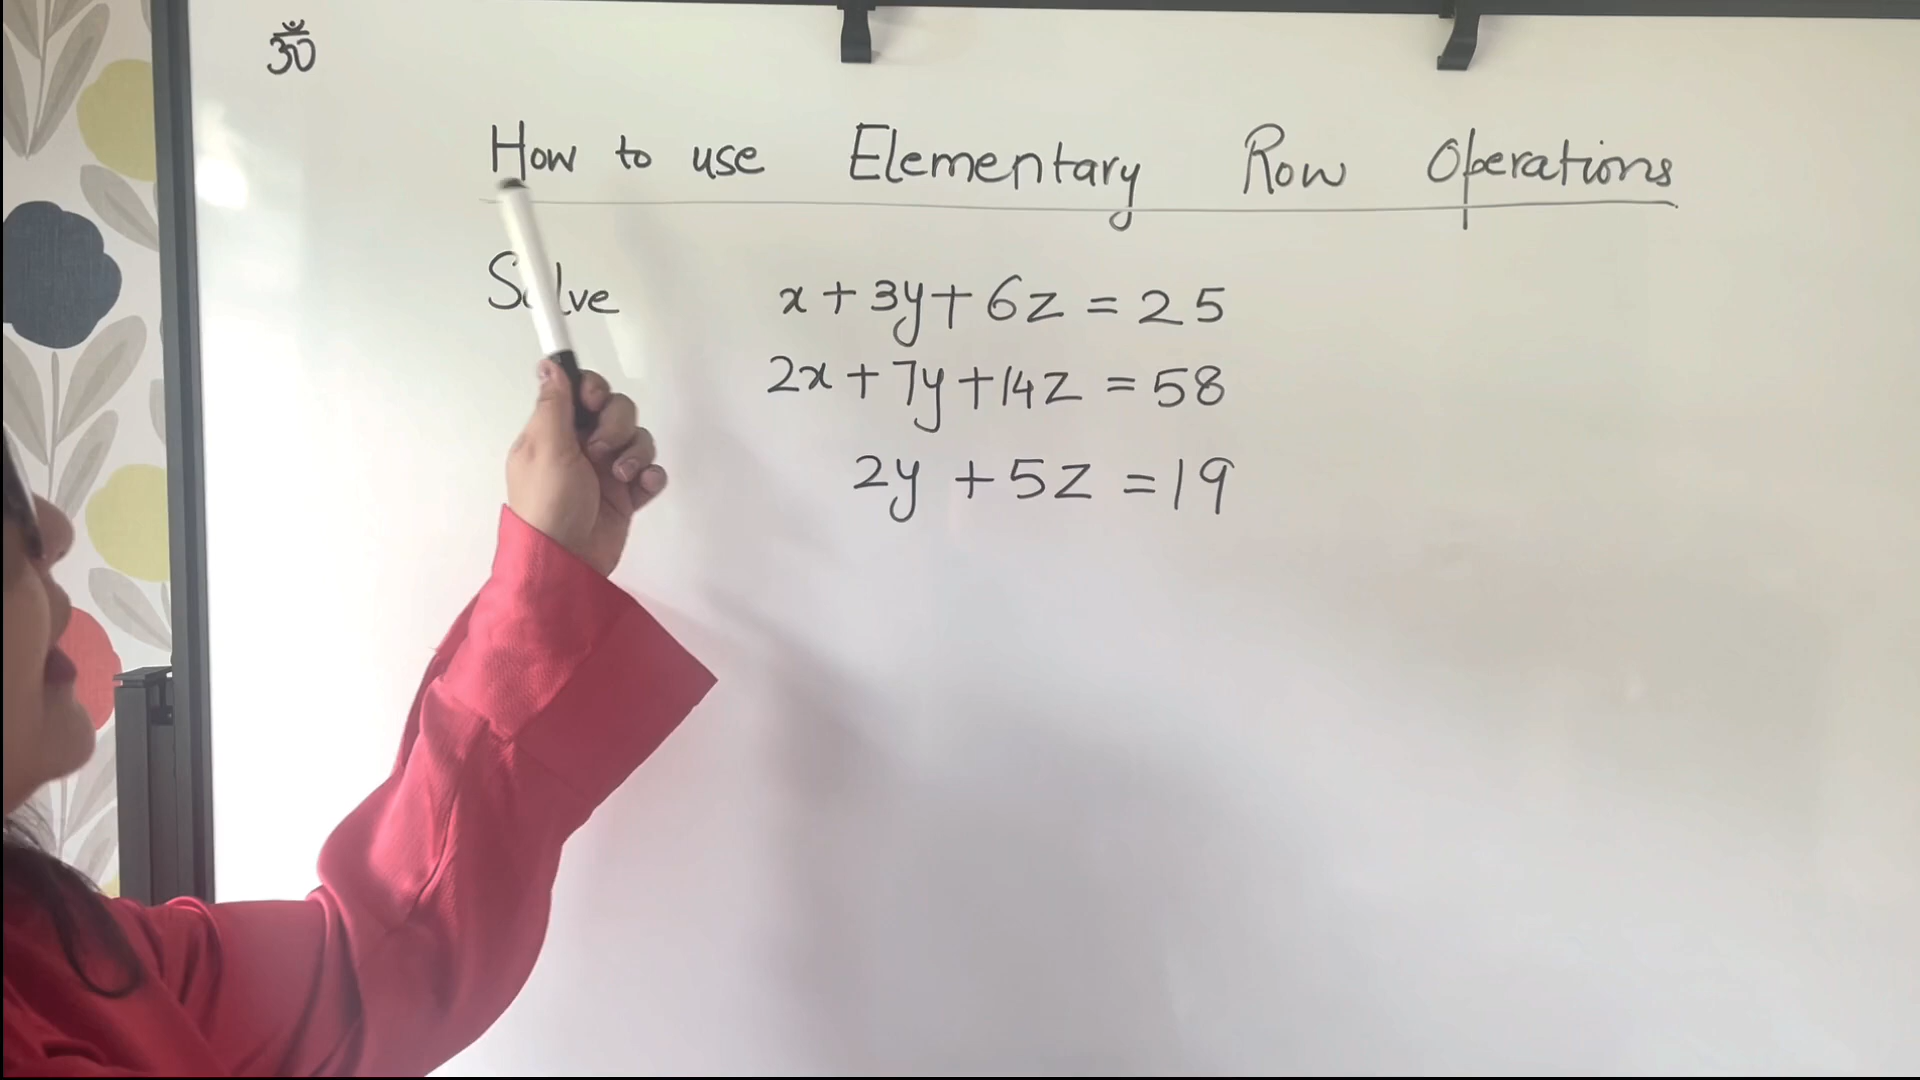 ॐ
How to use Elementary Row Operations
Solve x + 3y + 6z = 25
2x + 7y + 14z = 58
2y + 5z = 19